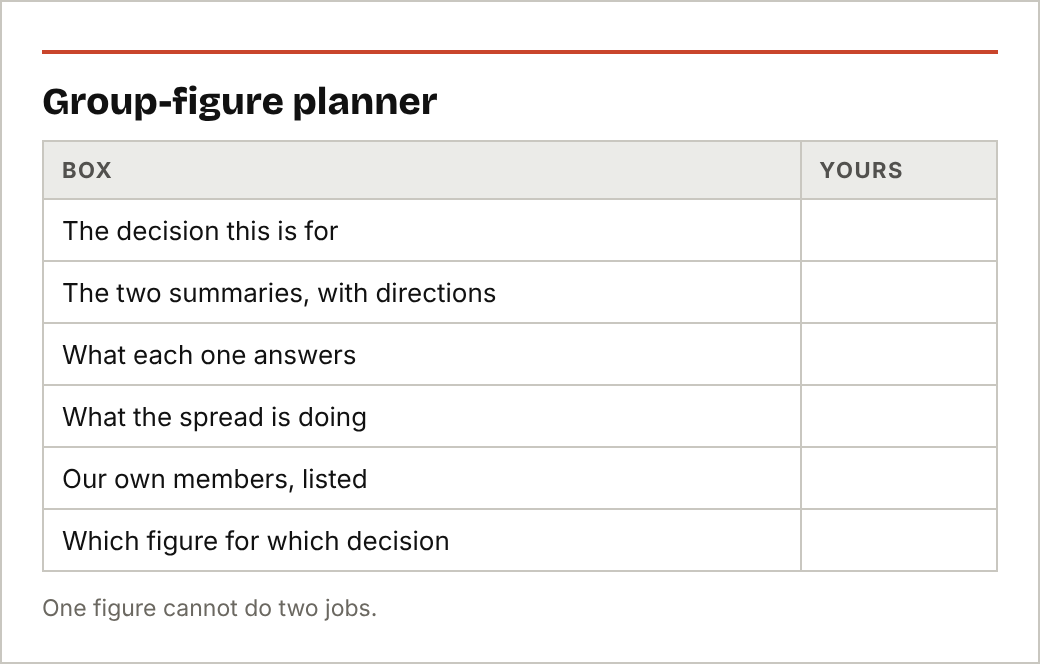 Group-figure planner
BOX YOURS
The decision this is for
The two summaries, with directions
What each one answers
What the spread is doing
Our own members, listed
Which figure for which decision
One figure cannot do two jobs.